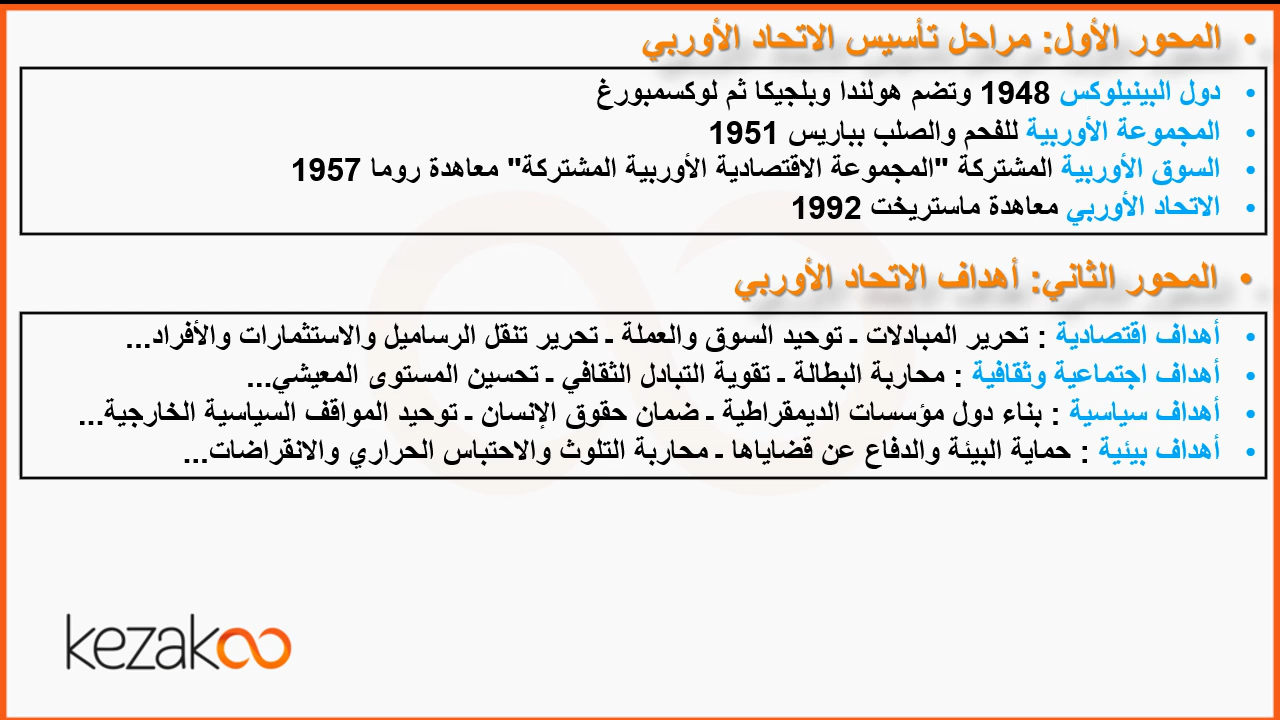 • المحور الأول: مراحل تأسيس الاتحاد الأوربي
• دول البينيلوكس 1948 وتضم هولندا وبلجيكا ثم لوكسمبورغ
• المجموعة الأوربية للفحم والصلب بباريس 1951
• السوق الأوربية المشتركة "المجموعة الاقتصادية الأوربية المشتركة" معاهدة روما 1957
• الاتحاد الأوربي معاهدة ماستريخت 1992
• المحور الثاني: أهداف الاتحاد الأوربي
• أهداف اقتصادية : تحرير المبادلات ـ توحيد السوق والعملة ـ تحرير تنقل الرساميل والاستثمارات والأفراد...
• أهداف اجتماعية وثقافية : محاربة البطالة ـ تقوية التبادل الثقافي ـ تحسين المستوى المعيشي...
• أهداف سياسية : بناء دول مؤسسات الديمقراطية ـ ضمان حقوق الإنسان ـ توحيد المواقف السياسية الخارجية...
• أهداف بيئية : حماية البيئة والدفاع عن قضاياها ـ محاربة التلوث والاحتباس الحراري والانقراضات...
kezakoo